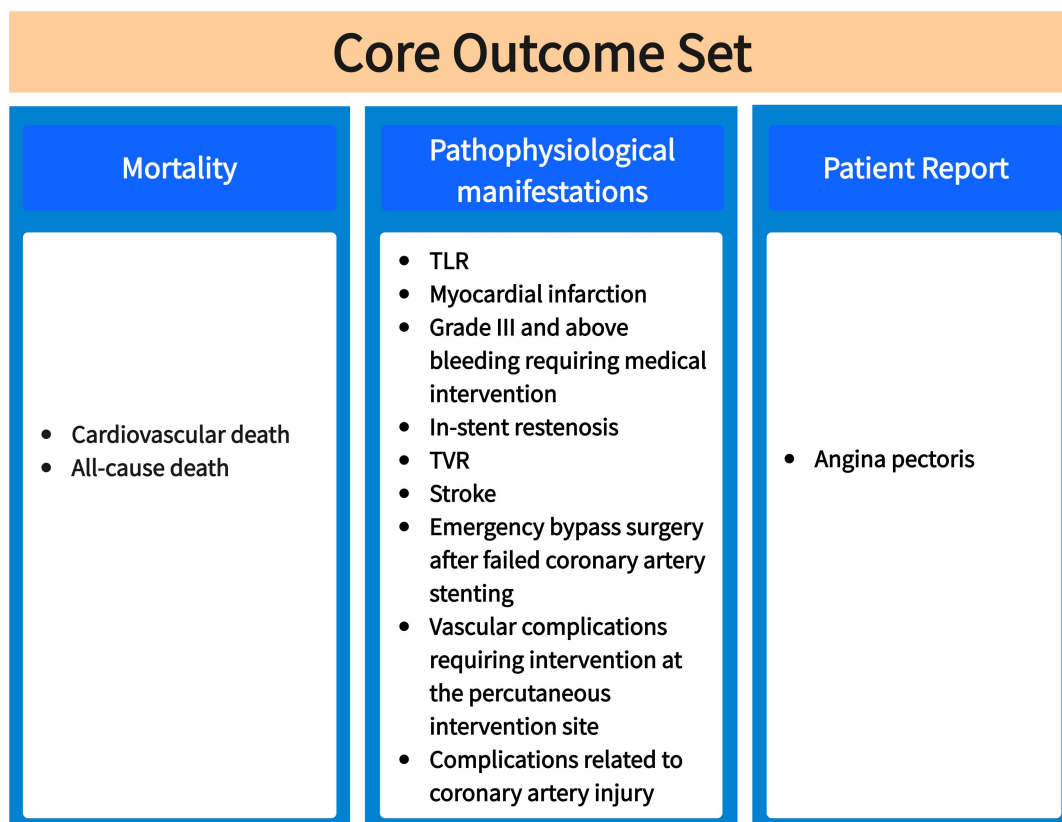 Core Outcome Set
Mortality
• Cardiovascular death
• All-cause death
Pathophysiological
manifestations
• TLR
• Myocardial infarction
• Grade III and above
bleeding requiring medical
intervention
• In-stent restenosis
• TVR
• Stroke
• Emergency bypass surgery
after failed coronary artery
stenting
• Vascular complications
requiring intervention at
the percutaneous
intervention site
• Complications related to
coronary artery injury
Patient Report
• Angina pectoris